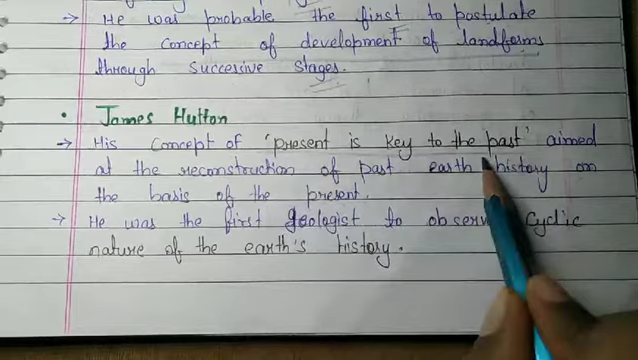 → He was probable the first to postulate
the concept of development of landforms
through successive stages.
• James Hutton
→ His concept of 'present is key to the past' aimed
at the reconstruction of past earth history on
the basis of the present.
→ He was the first geologist to observ Cyclic
nature of the earth's history.